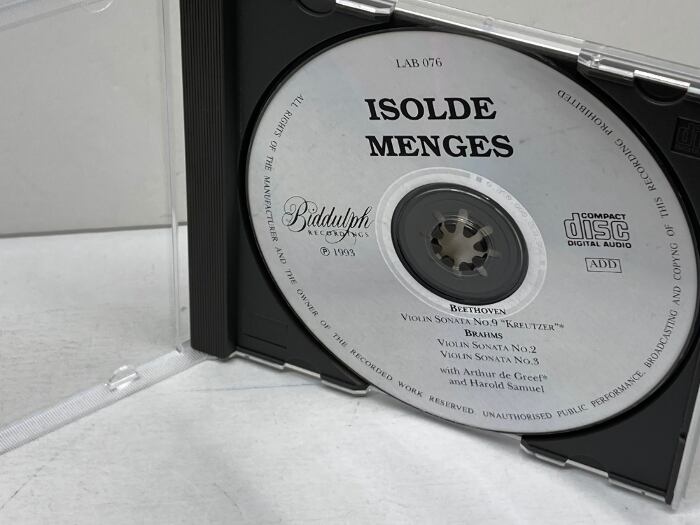 LAB 076
ISOLDE
MENGES
Biddulph
RECORDINGS
℗ 1993
COMPACT
disc
DIGITAL AUDIO
ADD
BEETHOVEN
VIOLIN SONATA NO.9 "KREUTZER"*
BRAHMS
VIOLIN SONATA NO.2
VIOLIN SONATA NO.3
with Arthur de Greef*
and Harold Samuel
ALL RIGHTS OF THE MANUFACTURER AND THE OWNER OF THE RECORDED WORK RESERVED. UNAUTHORISED PUBLIC PERFORMANCE, BROADCASTING AND COPYNG OF THIS RECORDING PROHIBITED